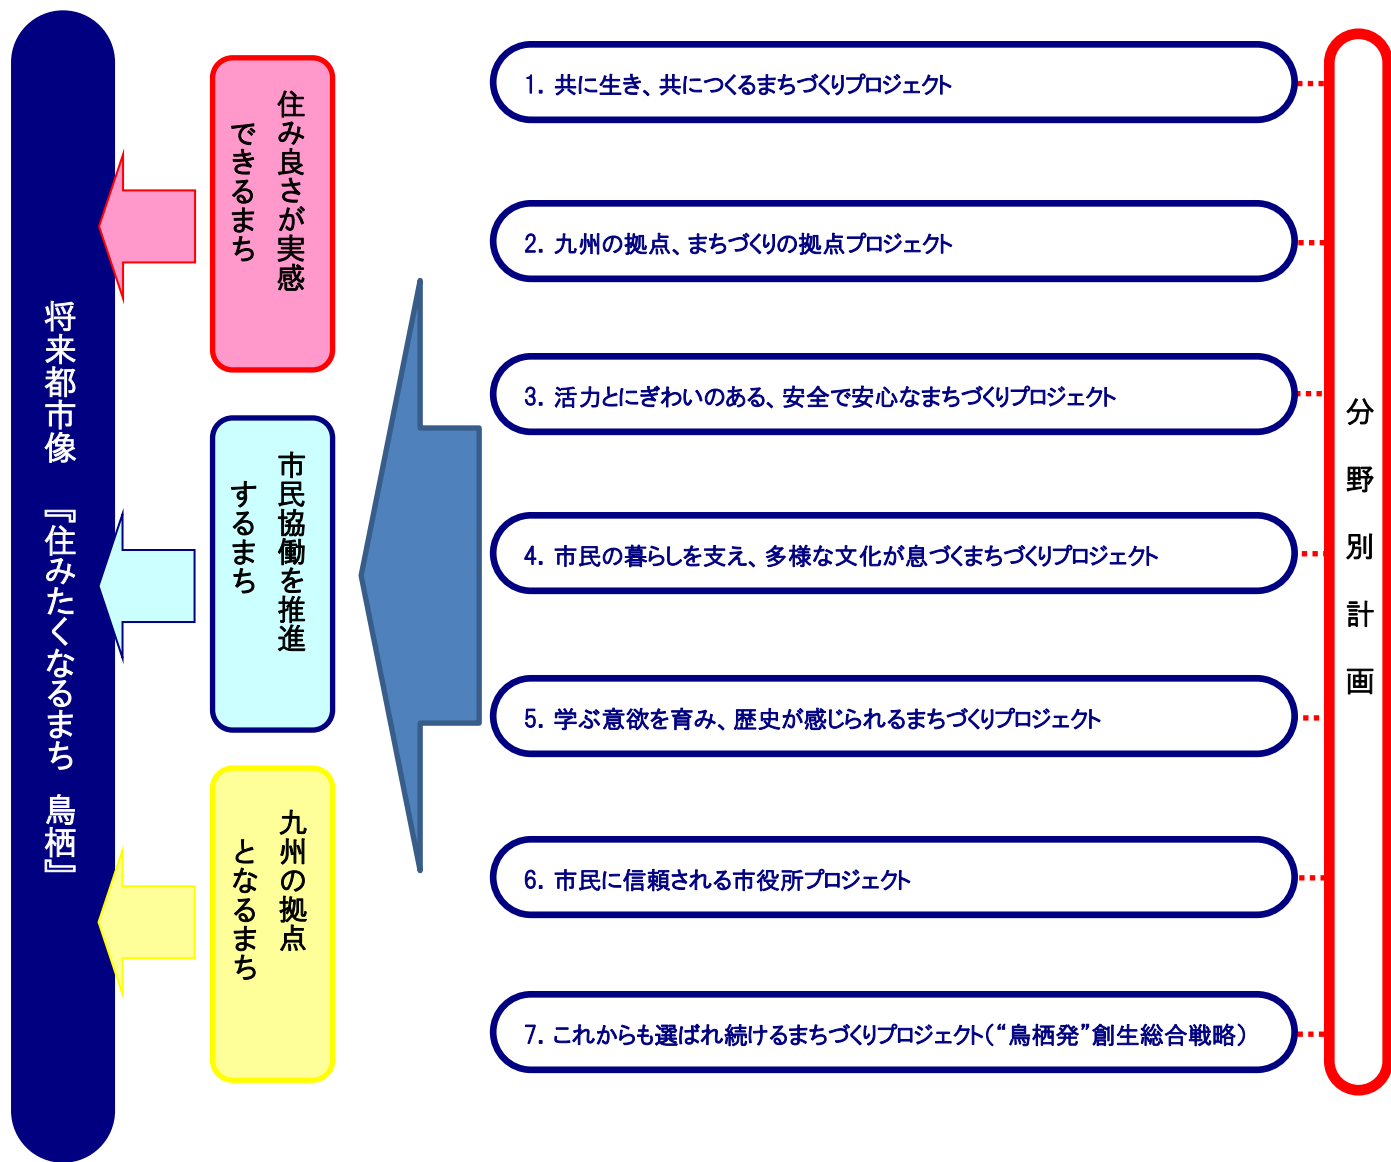 将来都市像 『住みたくなるまち 鳥栖』
住み良さが実感
できるまち
市民協働を推進
するまち
九州の拠点
となるまち
1．共に生き、共につくるまちづくりプロジェクト
2．九州の拠点、まちづくりの拠点プロジェクト
3．活力とにぎわいのある、安全で安心なまちづくりプロジェクト
4．市民の暮らしを支え、多様な文化が息づくまちづくりプロジェクト
5．学ぶ意欲を育み、歴史が感じられるまちづくりプロジェクト
6．市民に信頼される市役所プロジェクト
7．これからも選ばれ続けるまちづくりプロジェクト（“鳥栖発”創生総合戦略）
分野別計画